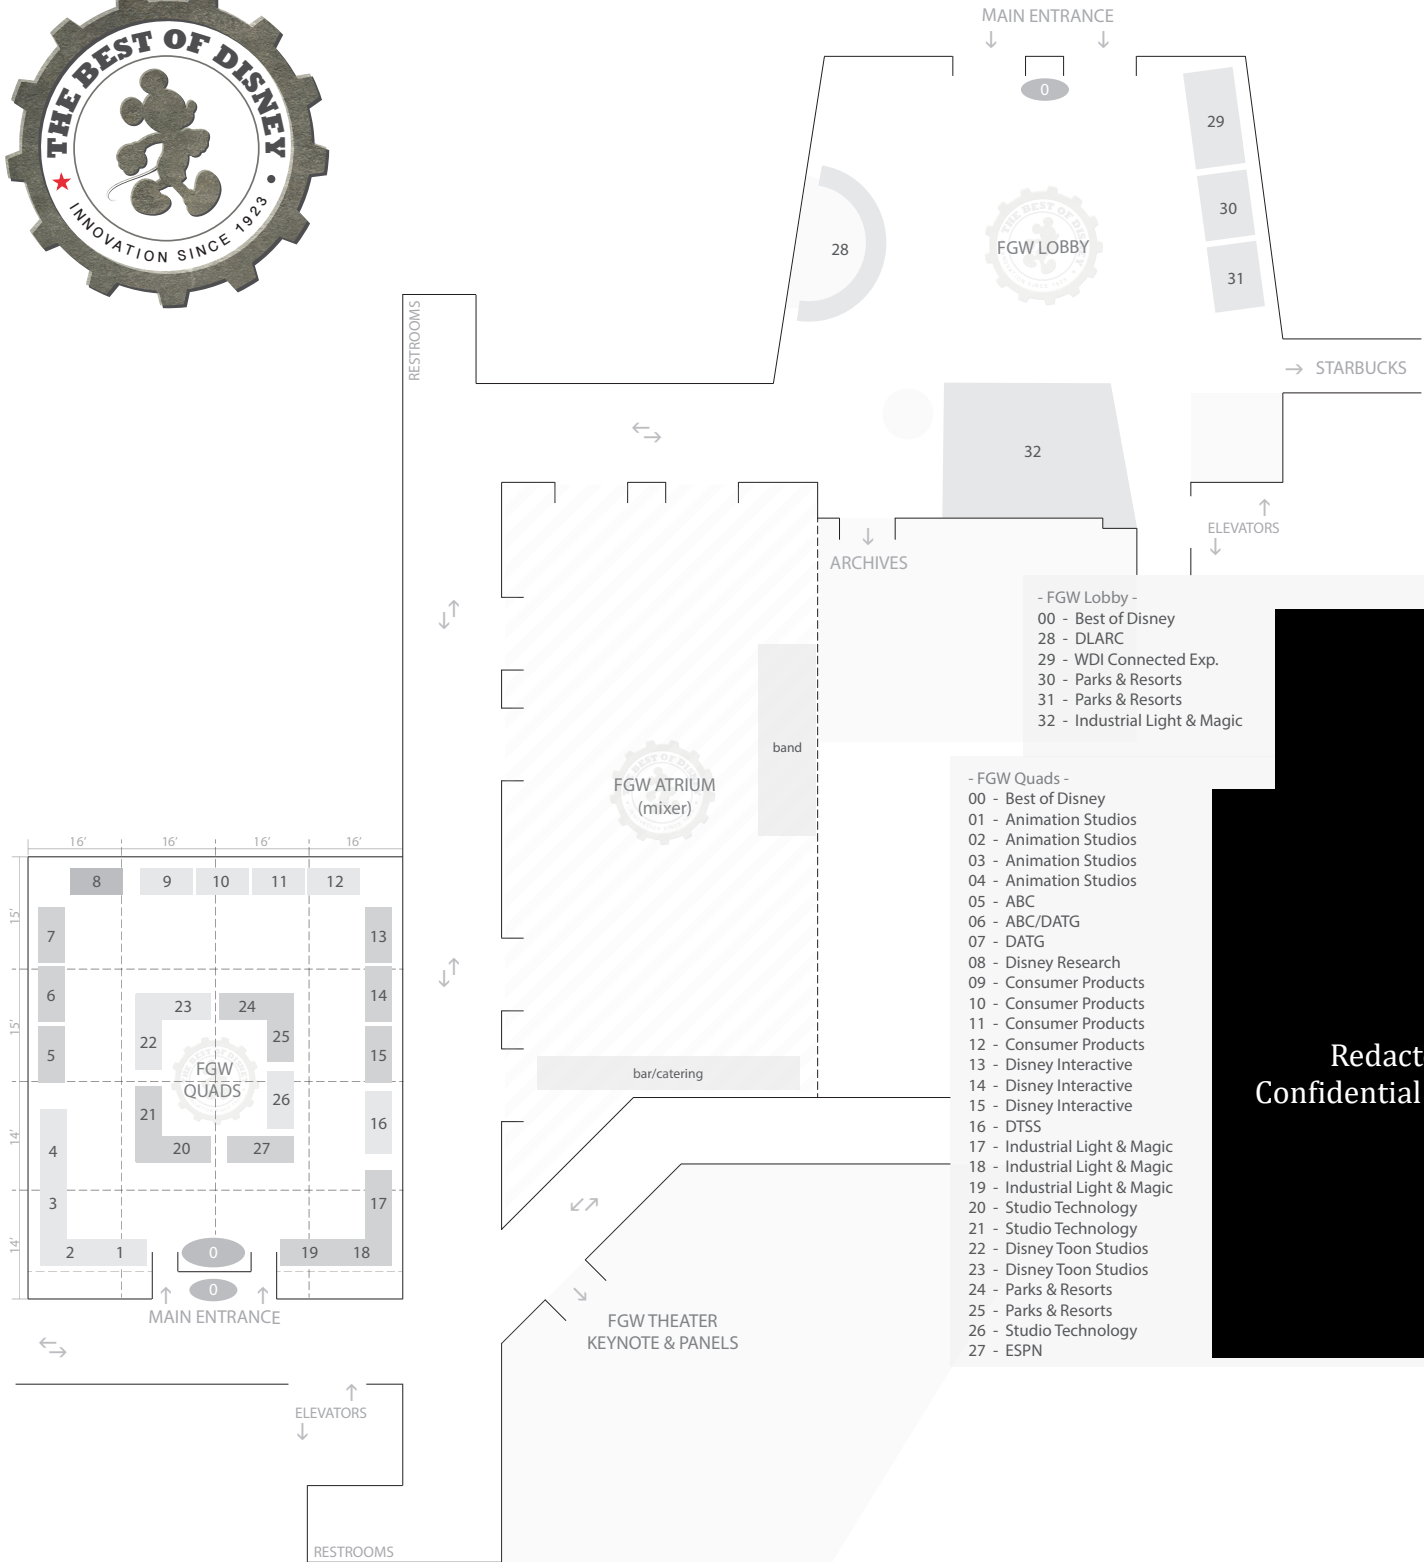 THE BEST OF DISNEY
INNOVATION SINCE 1923
MAIN ENTRANCE
0
29
30
31
28
FGW LOBBY
RESTROOMS
STARBUCKS
32
ELEVATORS
ARCHIVES
- FGW Lobby -
00 - Best of Disney
28 - DLARC
29 - WDI Connected Exp.
30 - Parks & Resorts
31 - Parks & Resorts
32 - Industrial Light & Magic
band
FGW ATRIUM
(mixer)
bar/catering
- FGW Quads -
00 - Best of Disney
01 - Animation Studios
02 - Animation Studios
03 - Animation Studios
04 - Animation Studios
05 - ABC
06 - ABC/DATG
07 - DATG
08 - Disney Research
09 - Consumer Products
10 - Consumer Products
11 - Consumer Products
12 - Consumer Products
13 - Disney Interactive
14 - Disney Interactive
15 - Disney Interactive
16 - DTSS
17 - Industrial Light & Magic
18 - Industrial Light & Magic
19 - Industrial Light & Magic
20 - Studio Technology
21 - Studio Technology
22 - Disney Toon Studios
23 - Disney Toon Studios
24 - Parks & Resorts
25 - Parks & Resorts
26 - Studio Technology
27 - ESPN
Redact
Confidential
16' 16' 16' 16'
15'
15'
14'
14'
8 9 10 11 12
7 13
6 14
23 24
22 25
5 15
FGW
QUADS
21 26
16
4 20 27
3 17
2 1 0 19 18
0
MAIN ENTRANCE
ELEVATORS
RESTROOMS
FGW THEATER
KEYNOTE & PANELS